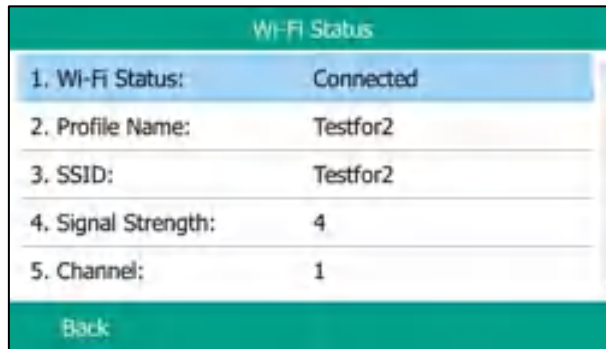 Wi-Fi Status
1. Wi-Fi Status: Connected
2. Profile Name: Testfor2
3. SSID: Testfor2
4. Signal Strength: 4
5. Channel: 1
Back